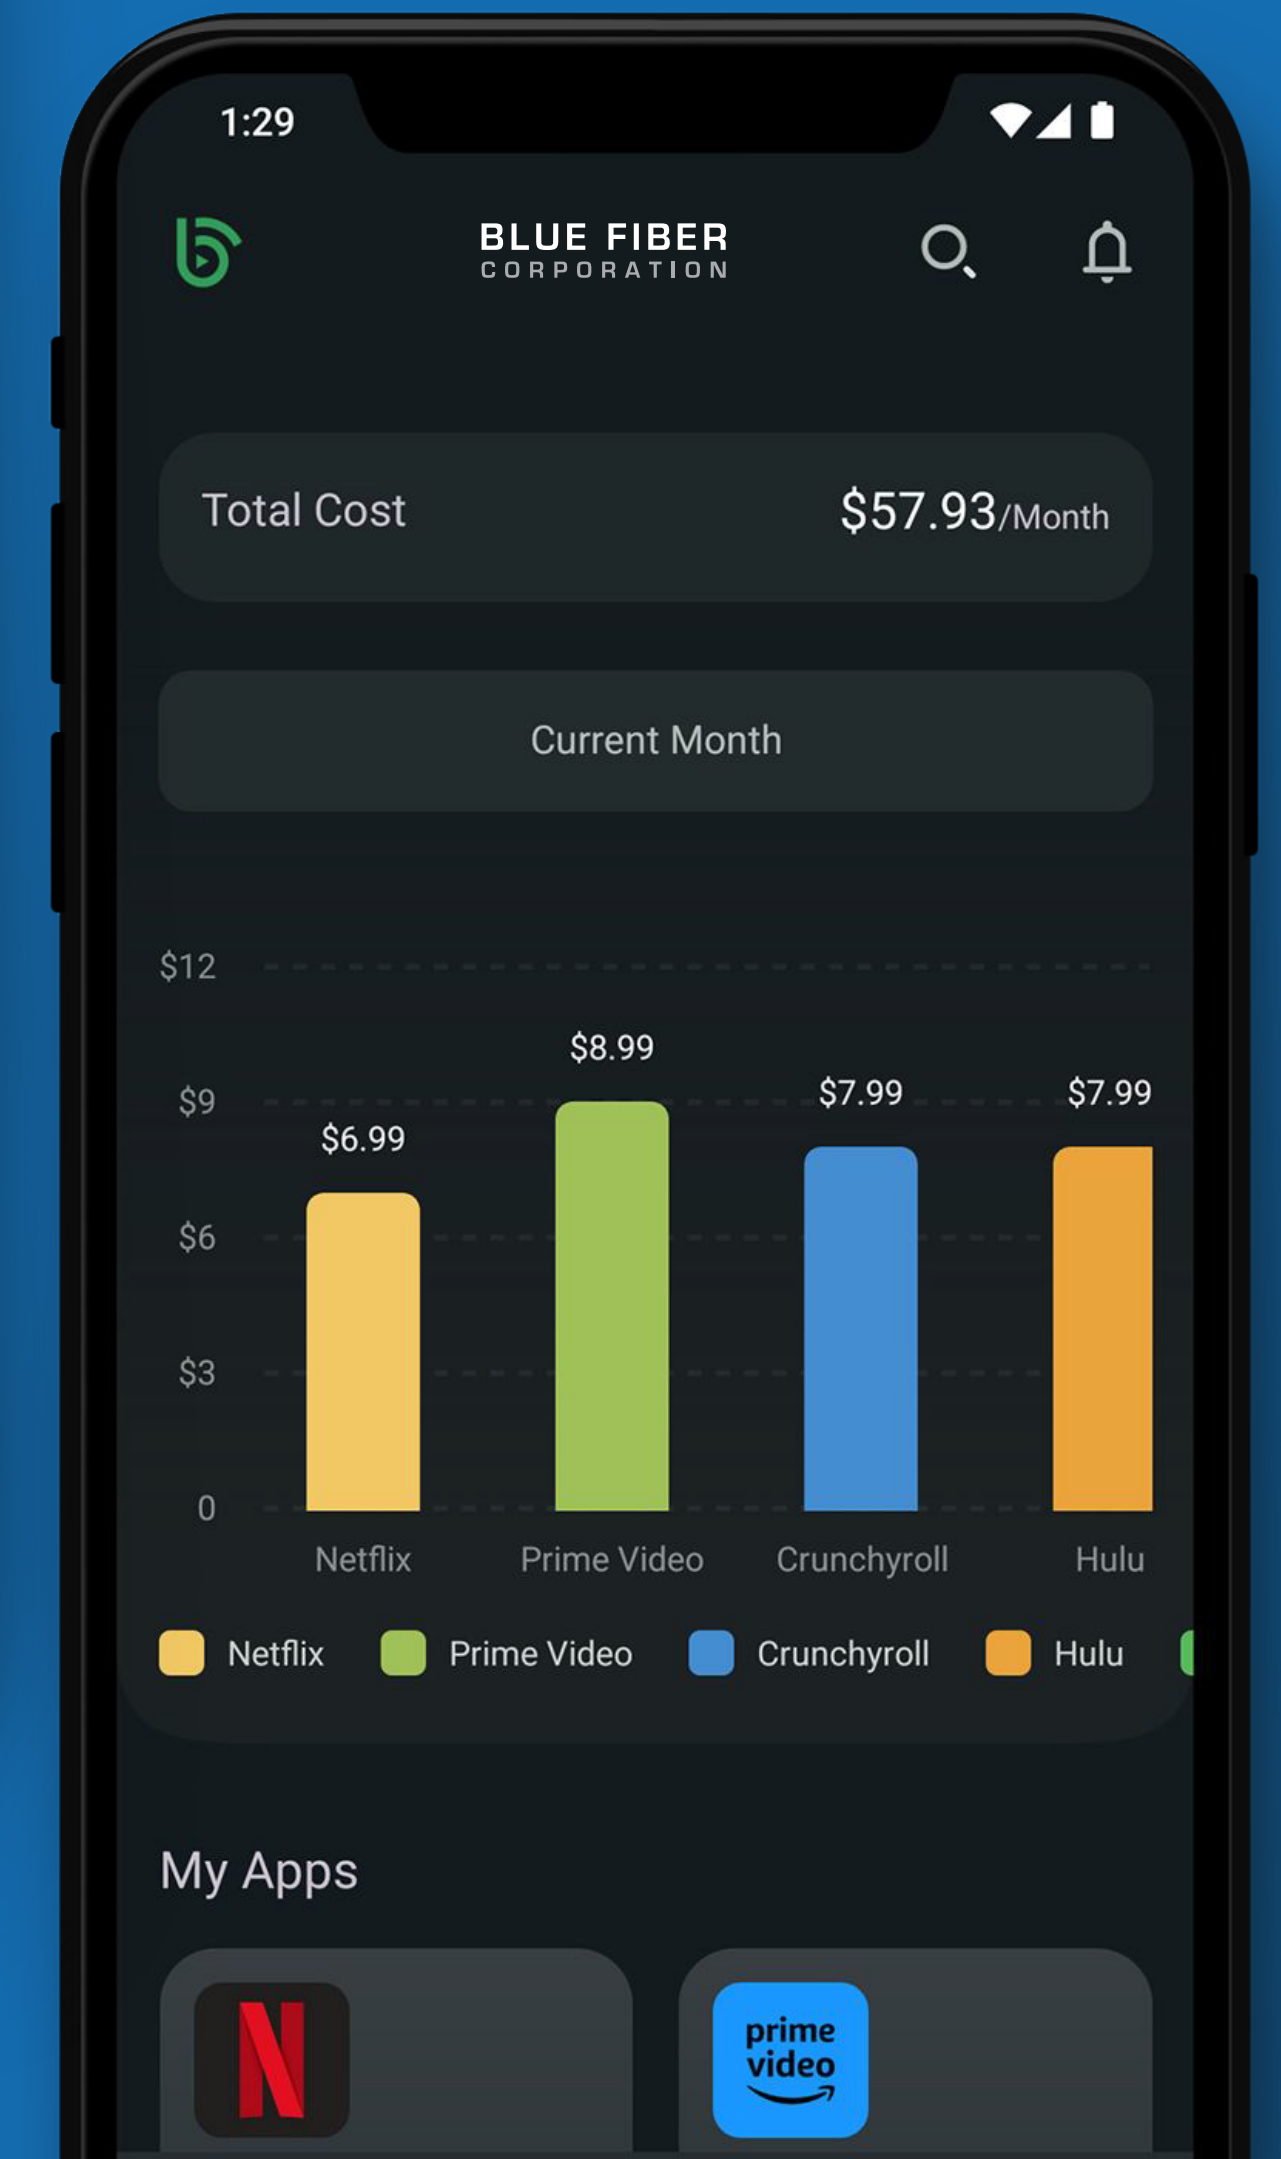 1:29
BLUE FIBER
CORPORATION
Total Cost $57.93/Month
Current Month
$12
$8.99
$9 $7.99 $7.99
$6.99
$6
$3
0
Netflix Prime Video Crunchyroll Hulu
Netflix Prime Video Crunchyroll Hulu
My Apps
N
prime
video